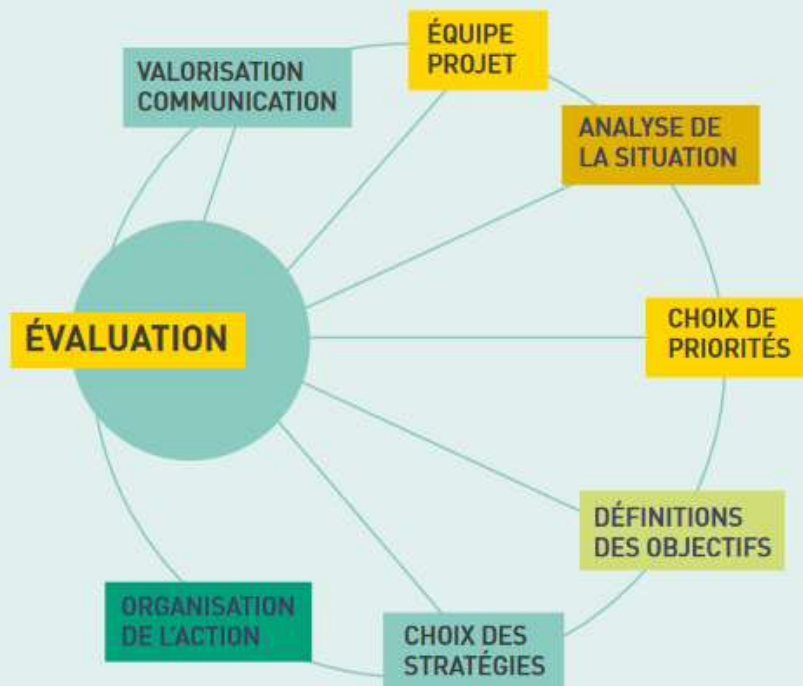 ÉQUIPE
PROJET
VALORISATION
COMMUNICATION
ANALYSE DE
LA SITUATION
CHOIX DE
PRIORITÉS
ÉVALUATION
DÉFINITIONS
DES OBJECTIFS
ORGANISATION
DE L'ACTION
CHOIX DES
STRATÉGIES